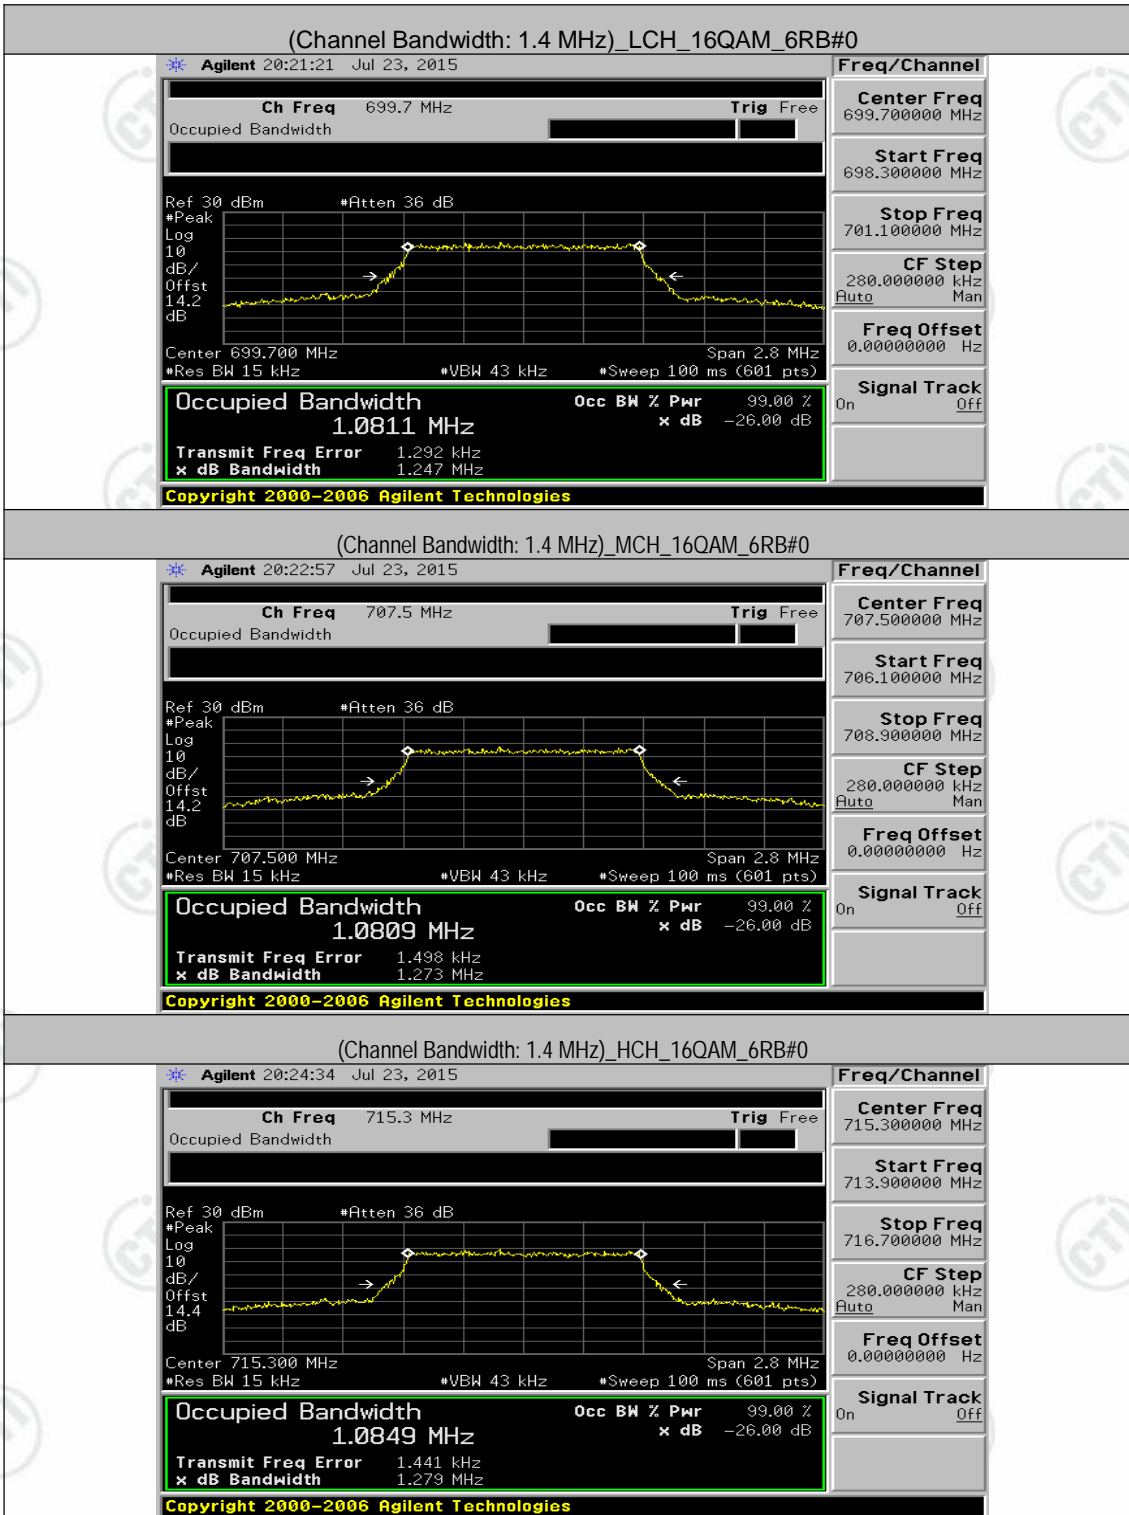 (Channel Bandwidth: 1.4 MHz)_LCH_16QAM_6RB#0
Agilent 20:21:21 Jul 23, 2015
Freq/Channel
Ch Freq 699.7 MHz Trig Free
Occupied Bandwidth
Center Freq
699.700000 MHz
Start Freq
698.300000 MHz
Stop Freq
701.100000 MHz
CF Step
280.000000 kHz
Auto Man
Freq Offset
0.00000000 Hz
Signal Track
On Off
Ref 30 dBm #Atten 36 dB
#Peak
Log
10
dB/
Offst
14.2
dB
Center 699.700 MHz Span 2.8 MHz
#Res BW 15 kHz #VBW 43 kHz #Sweep 100 ms (601 pts)
Occupied Bandwidth Occ BW % Pwr 99.00 %
1.0811 MHz x dB -26.00 dB
Transmit Freq Error 1.292 kHz
x dB Bandwidth 1.247 MHz
Copyright 2000-2006 Agilent Technologies
(Channel Bandwidth: 1.4 MHz)_MCH_16QAM_6RB#0
Agilent 20:22:57 Jul 23, 2015
Freq/Channel
Ch Freq 707.5 MHz Trig Free
Occupied Bandwidth
Center Freq
707.500000 MHz
Start Freq
706.100000 MHz
Stop Freq
708.900000 MHz
CF Step
280.000000 kHz
Auto Man
Freq Offset
0.00000000 Hz
Signal Track
On Off
Ref 30 dBm #Atten 36 dB
#Peak
Log
10
dB/
Offst
14.2
dB
Center 707.500 MHz Span 2.8 MHz
#Res BW 15 kHz #VBW 43 kHz #Sweep 100 ms (601 pts)
Occupied Bandwidth Occ BW % Pwr 99.00 %
1.0809 MHz x dB -26.00 dB
Transmit Freq Error 1.498 kHz
x dB Bandwidth 1.273 MHz
Copyright 2000-2006 Agilent Technologies
(Channel Bandwidth: 1.4 MHz)_HCH_16QAM_6RB#0
Agilent 20:24:34 Jul 23, 2015
Freq/Channel
Ch Freq 715.3 MHz Trig Free
Occupied Bandwidth
Center Freq
715.300000 MHz
Start Freq
713.900000 MHz
Stop Freq
716.700000 MHz
CF Step
280.000000 kHz
Auto Man
Freq Offset
0.00000000 Hz
Signal Track
On Off
Ref 30 dBm #Atten 36 dB
#Peak
Log
10
dB/
Offst
14.4
dB
Center 715.300 MHz Span 2.8 MHz
#Res BW 15 kHz #VBW 43 kHz #Sweep 100 ms (601 pts)
Occupied Bandwidth Occ BW % Pwr 99.00 %
1.0849 MHz x dB -26.00 dB
Transmit Freq Error 1.441 kHz
x dB Bandwidth 1.279 MHz
Copyright 2000-2006 Agilent Technologies
CTI
CTI
CTI
CTI
CTI
CTI
CTI
CTI